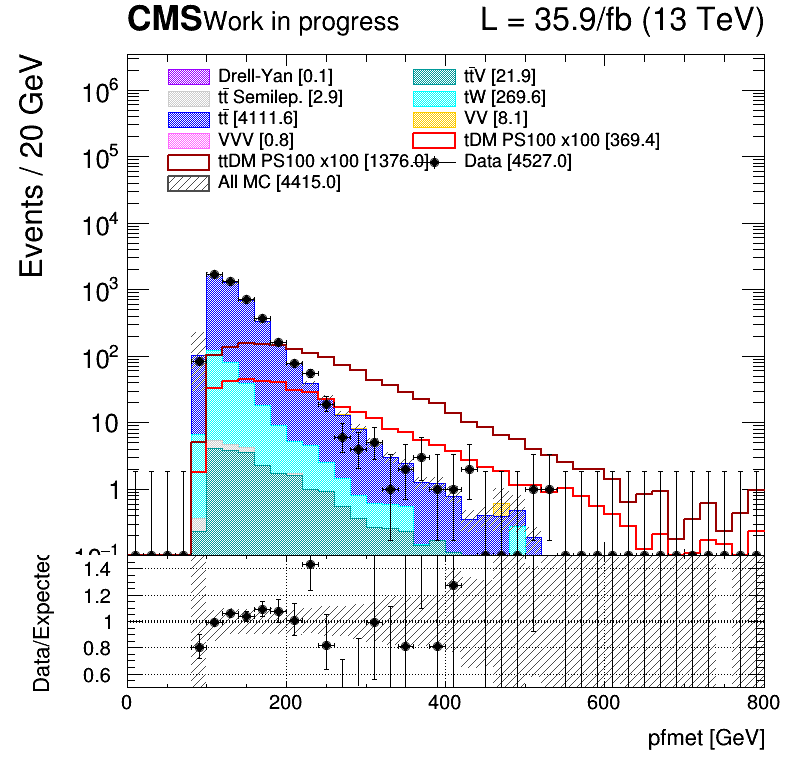 CMS Work in progress L = 35.9/fb (13 TeV)
Events / 20 GeV
Drell-Yan [0.1] tt̄V [21.9]
tt̄ Semilep. [2.9] tW [269.6]
tt̄ [4111.6] VV [8.1]
VVV [0.8] tDM PS100 x100 [369.4]
ttDM PS100 x100 [1376.0] Data [4527.0]
All MC [4415.0]
10⁶
10⁵
10⁴
10³
10²
10
1
10⁻¹
Data/Expected
1.4
1.2
1
0.8
0.6
0 200 400 600 800
pfmet [GeV]